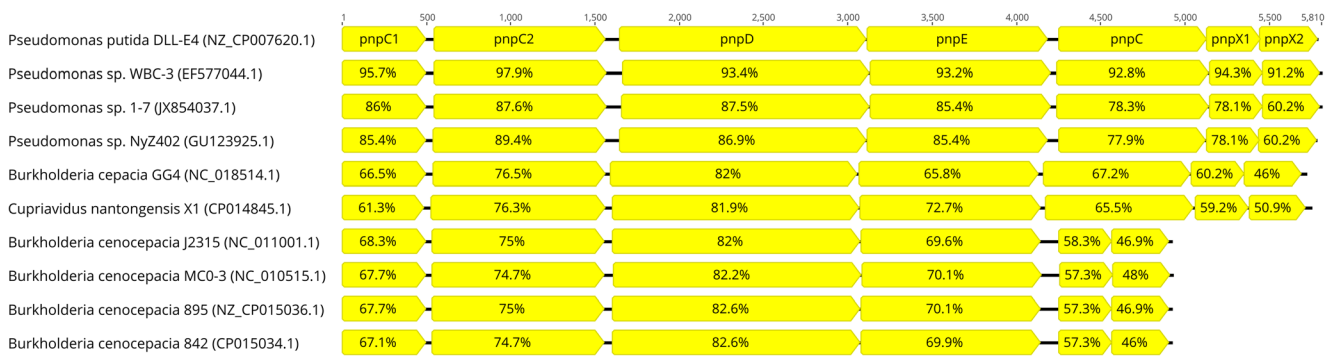 1 500 1,000 1,500 2,000 2,500 3,000 3,500 4,000 4,500 5,000 5,500 5,810
Pseudomonas putida DLL-E4 (NZ_CP007620.1) pnpC1 pnpC2 pnpD pnpE pnpC pnpX1 pnpX2
Pseudomonas sp. WBC-3 (EF577044.1) 95.7% 97.9% 93.4% 93.2% 92.8% 94.3% 91.2%
Pseudomonas sp. 1-7 (JX854037.1) 86% 87.6% 87.5% 85.4% 78.3% 78.1% 60.2%
Pseudomonas sp. NyZ402 (GU123925.1) 85.4% 89.4% 86.9% 85.4% 77.9% 78.1% 60.2%
Burkholderia cepacia GG4 (NC_018514.1) 66.5% 76.5% 82% 65.8% 67.2% 60.2% 46%
Cupriavidus nantongensis X1 (CP014845.1) 61.3% 76.3% 81.9% 72.7% 65.5% 59.2% 50.9%
Burkholderia cenocepacia J2315 (NC_011001.1) 68.3% 75% 82% 69.6% 58.3% 46.9%
Burkholderia cenocepacia MC0-3 (NC_010515.1) 67.7% 74.7% 82.2% 70.1% 57.3% 48%
Burkholderia cenocepacia 895 (NZ_CP015036.1) 67.7% 75% 82.6% 70.1% 57.3% 46.9%
Burkholderia cenocepacia 842 (CP015034.1) 67.1% 74.7% 82.6% 69.9% 57.3% 46%